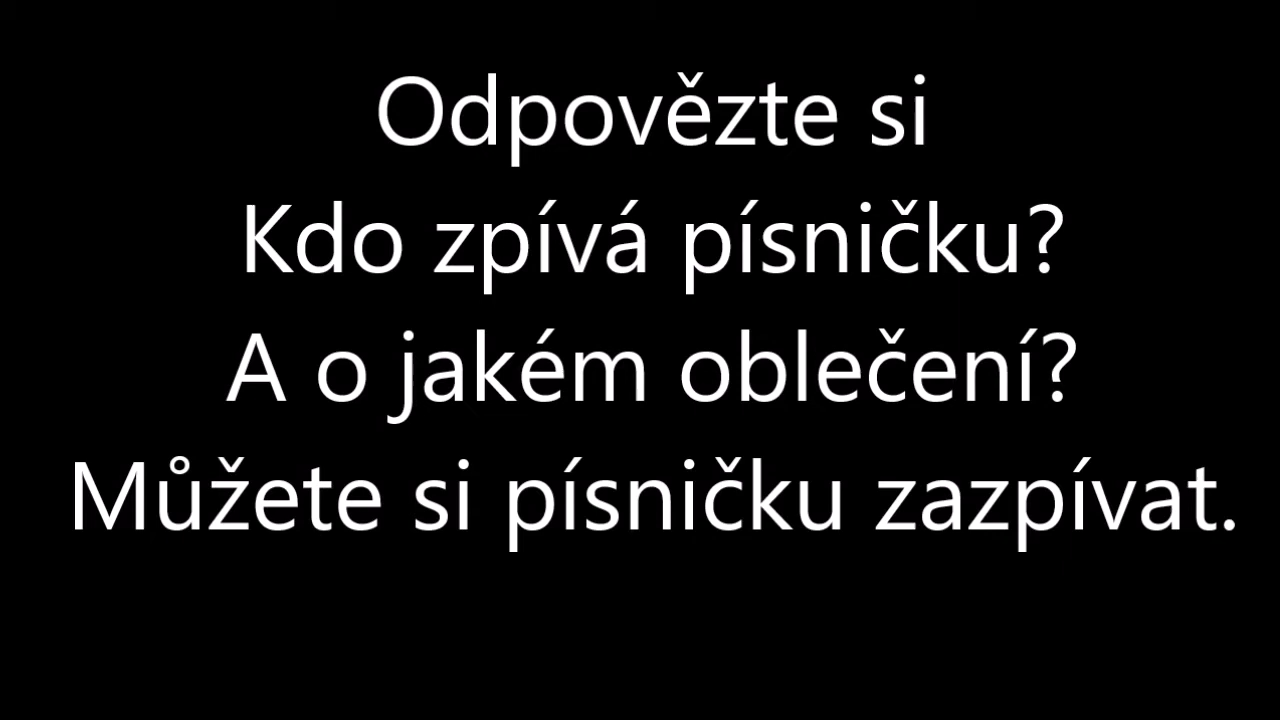 Odpovězte si
Kdo zpívá písničku?
A o jakém oblečení?
Můžete si písničku zazpívat.